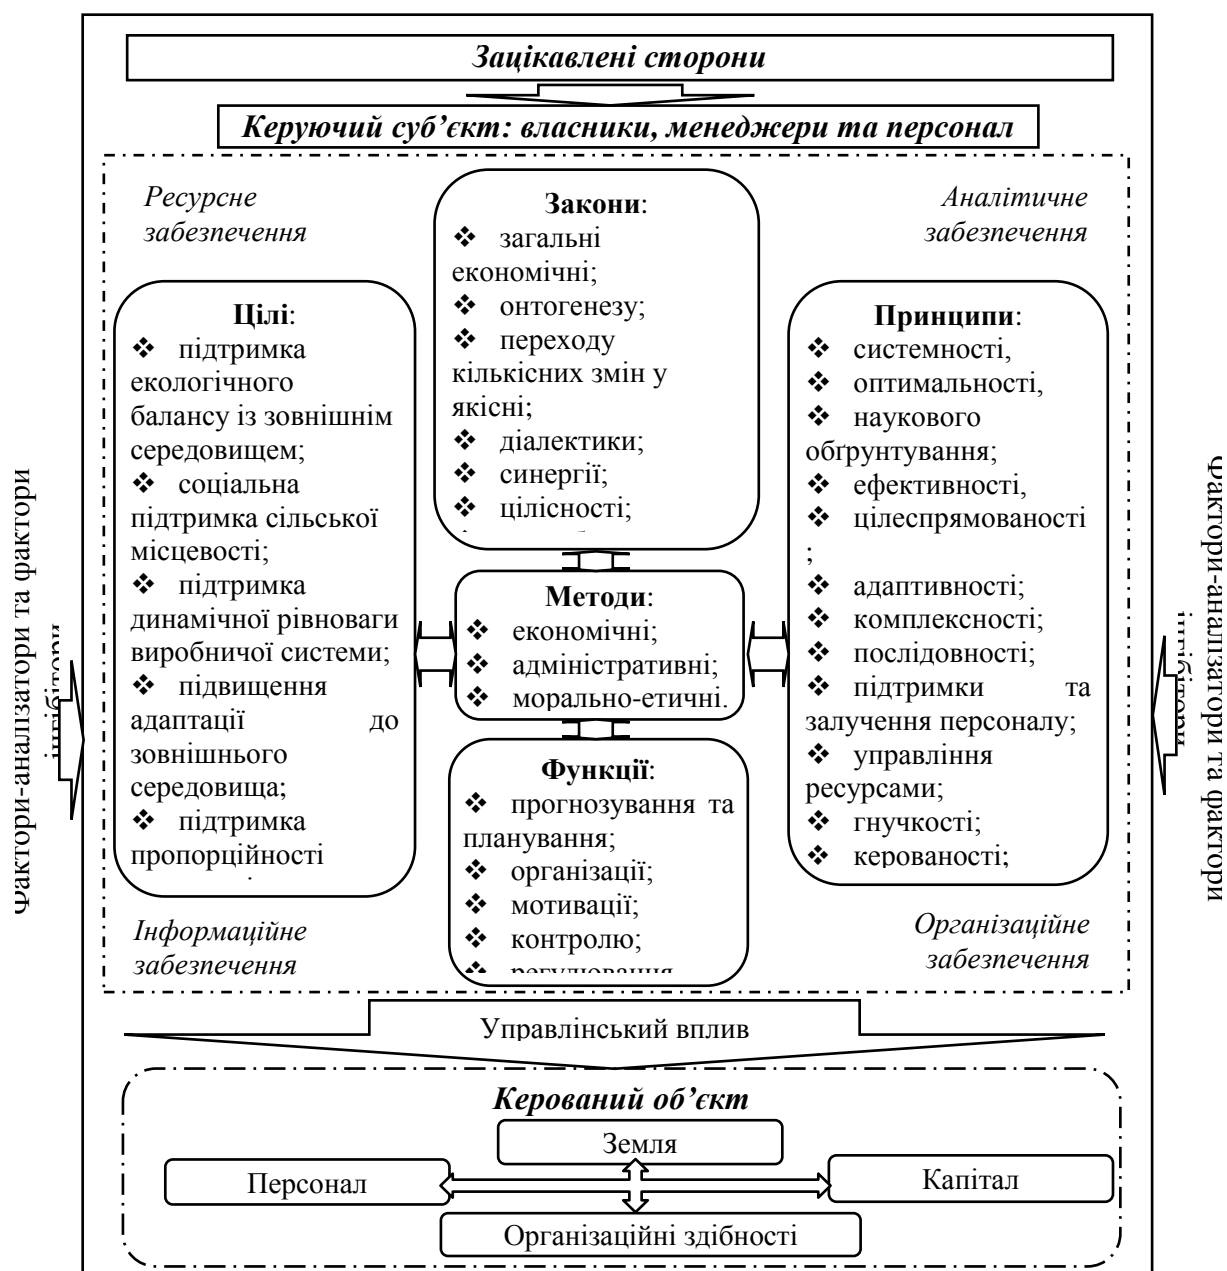 Зацікавлені сторони
Керуючий суб’єкт: власники, менеджери та персонал
Ресурсне
забезпечення
Аналітичне
забезпечення
Закони:
❖ загальні
економічні;
❖ онтогенезу;
❖ переходу
кількісних змін у
якісні;
❖ діалектики;
❖ синергії;
❖ цілісності;
Цілі:
❖ підтримка
екологічного
балансу із зовнішнім
середовищем;
❖ соціальна
підтримка сільської
місцевості;
❖ підтримка
динамічної рівноваги
виробничої системи;
❖ підвищення
адаптації до
зовнішнього
середовища;
❖ підтримка
пропорційності
Методи:
❖ економічні;
❖ адміністративні;
❖ морально-етичні.
Функції:
❖ прогнозування та
планування;
❖ організації;
❖ мотивації;
❖ контролю;
❖ регулювання
Принципи:
❖ системності,
❖ оптимальності,
❖ наукового
обґрунтування;
❖ ефективності,
❖ цілеспрямованості
;
❖ адаптивності;
❖ комплексності;
❖ послідовності;
❖ підтримки та
залучення персоналу;
❖ управління
ресурсами;
❖ гнучкості;
❖ керованості;
Інформаційне
забезпечення
Організаційне
забезпечення
Фактори-аналізатори та фактори
інгібітори
Фактори-аналізатори та фактори
інгібітори
Управлінський вплив
Керований об’єкт
Земля
Персонал
Капітал
Організаційні здібності